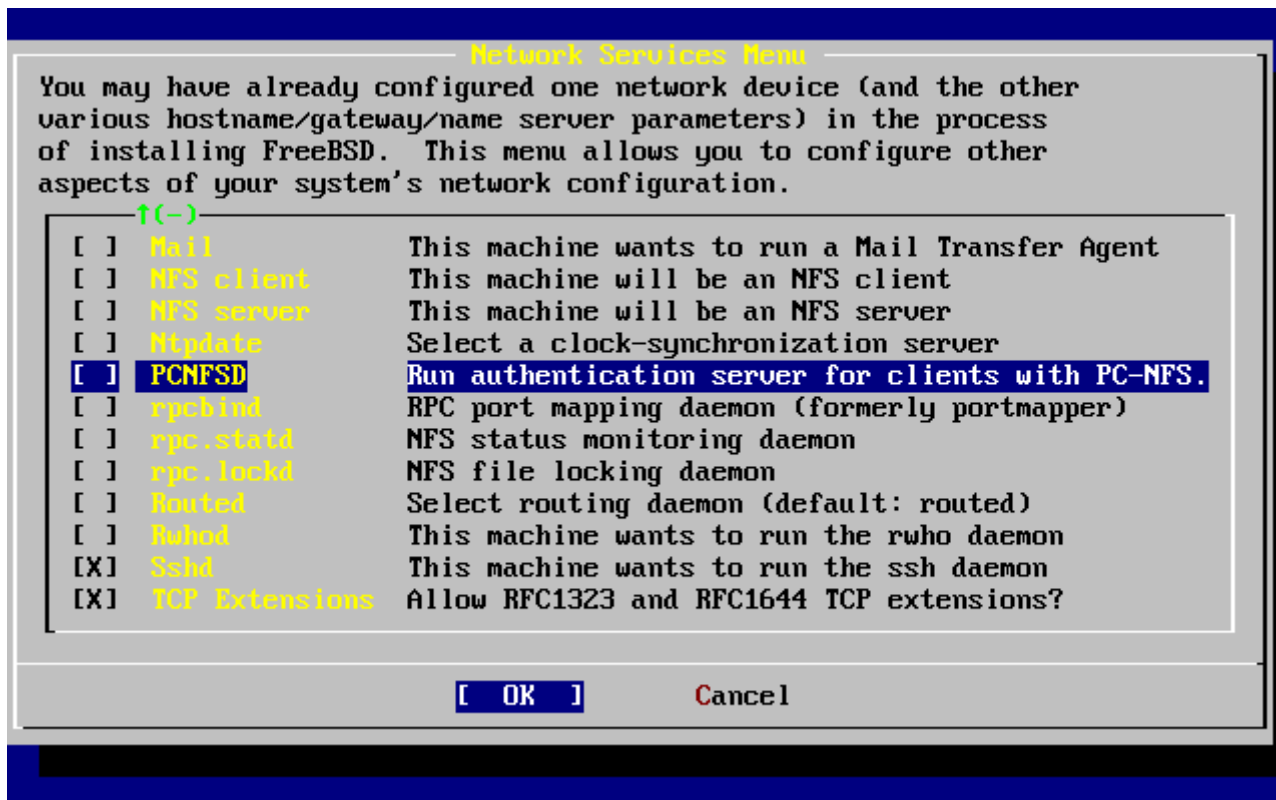 Network Services Menu
You may have already configured one network device (and the other
various hostname/gateway/name server parameters) in the process
of installing FreeBSD.  This menu allows you to configure other
aspects of your system's network configuration.
↑(-)
[ ] Mail This machine wants to run a Mail Transfer Agent
[ ] NFS client This machine will be an NFS client
[ ] NFS server This machine will be an NFS server
[ ] Ntpdate Select a clock-synchronization server
[ ] PCNFSD Run authentication server for clients with PC-NFS.
[ ] rpcbind RPC port mapping daemon (formerly portmapper)
[ ] rpc.statd NFS status monitoring daemon
[ ] rpc.lockd NFS file locking daemon
[ ] Routed Select routing daemon (default: routed)
[ ] Rwhod This machine wants to run the rwho daemon
[X] Sshd This machine wants to run the ssh daemon
[X] TCP Extensions Allow RFC1323 and RFC1644 TCP extensions?
[ OK ] Cancel